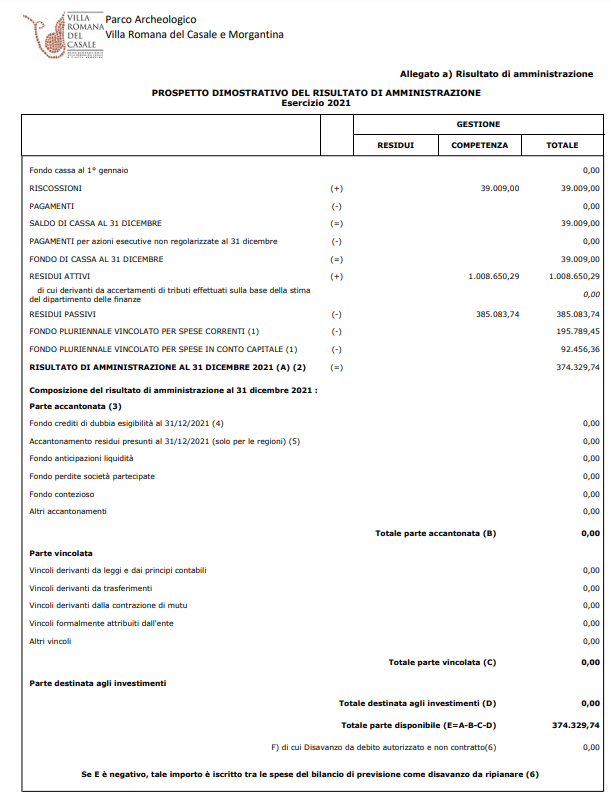 VILLA
ROMANA
DEL
CASALE
Parco Archeologico
Villa Romana del Casale e Morgantina
Allegato a) Risultato di amministrazione
PROSPETTO DIMOSTRATIVO DEL RISULTATO DI AMMINISTRAZIONE
Esercizio 2021
GESTIONE
RESIDUI COMPETENZA TOTALE
Fondo cassa al 1° gennaio 0,00
RISCOSSIONI (+) 39.009,00 39.009,00
PAGAMENTI (-) 0,00
SALDO DI CASSA AL 31 DICEMBRE (=) 39.009,00
PAGAMENTI per azioni esecutive non regolarizzate al 31 dicembre (-) 0,00
FONDO DI CASSA AL 31 DICEMBRE (=) 39.009,00
RESIDUI ATTIVI (+) 1.008.650,29 1.008.650,29
di cui derivanti da accertamenti di tributi effettuati sulla base della stima
del dipartimento delle finanze 0,00
RESIDUI PASSIVI (-) 385.083,74 385.083,74
FONDO PLURIENNALE VINCOLATO PER SPESE CORRENTI (1) (-) 195.789,45
FONDO PLURIENNALE VINCOLATO PER SPESE IN CONTO CAPITALE (1) (-) 92.456,36
RISULTATO DI AMMINISTRAZIONE AL 31 DICEMBRE 2021 (A) (2) (=) 374.329,74
Composizione del risultato di amministrazione al 31 dicembre 2021 :
Parte accantonata (3)
Fondo crediti di dubbia esigibilità al 31/12/2021 (4) 0,00
Accantonamento residui presunti al 31/12/2021 (solo per le regioni) (5) 0,00
Fondo anticipazioni liquidità 0,00
Fondo perdite società partecipate 0,00
Fondo contezioso 0,00
Altri accantonamenti 0,00
Totale parte accantonata (B) 0,00
Parte vincolata
Vincoli derivanti da leggi e dai principi contabili 0,00
Vincoli derivanti da trasferimenti 0,00
Vincoli derivanti dalla contrazione di mutu 0,00
Vincoli formalmente attribuiti dall'ente 0,00
Altri vincoli 0,00
Totale parte vincolata (C) 0,00
Parte destinata agli investimenti
Totale destinata agli investimenti (D) 0,00
Totale parte disponibile (E=A-B-C-D) 374.329,74
F) di cui Disavanzo da debito autorizzato e non contratto(6) 0,00
Se E è negativo, tale importo è iscritto tra le spese del bilancio di previsione come disavanzo da ripianare (6)